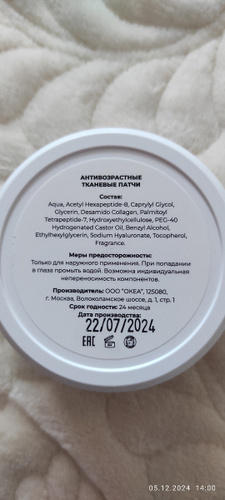 АНТИВОЗРАСТНЫЕ
ТКАНЕВЫЕ ПАТЧИ
Состав:
Aqua, Acetyl Hexapeptide-8, Caprylyl Glycol,
Glycerin, Desamido Collagen, Palmitoyl
Tetrapeptide-7, Hydroxyethylcellulose, PEG-40
Hydrogenated Castor Oil, Benzyl Alcohol,
Ethylhexylglycerin, Sodium Hyaluronate, Tocopherol,
Fragrance.
Меры предосторожности:
Только для наружного применения. При попадании
в глаза промыть водой. Возможна индивидуальная
непереносимость компонентов.
Производитель: ООО "ОКЕА", 125080,
г. Москва, Волоколамское шоссе, д. 1, стр. 1
Срок годности: 24 месяца
Дата производства:
22/07/2024
EAC
05.12.2024 14:00